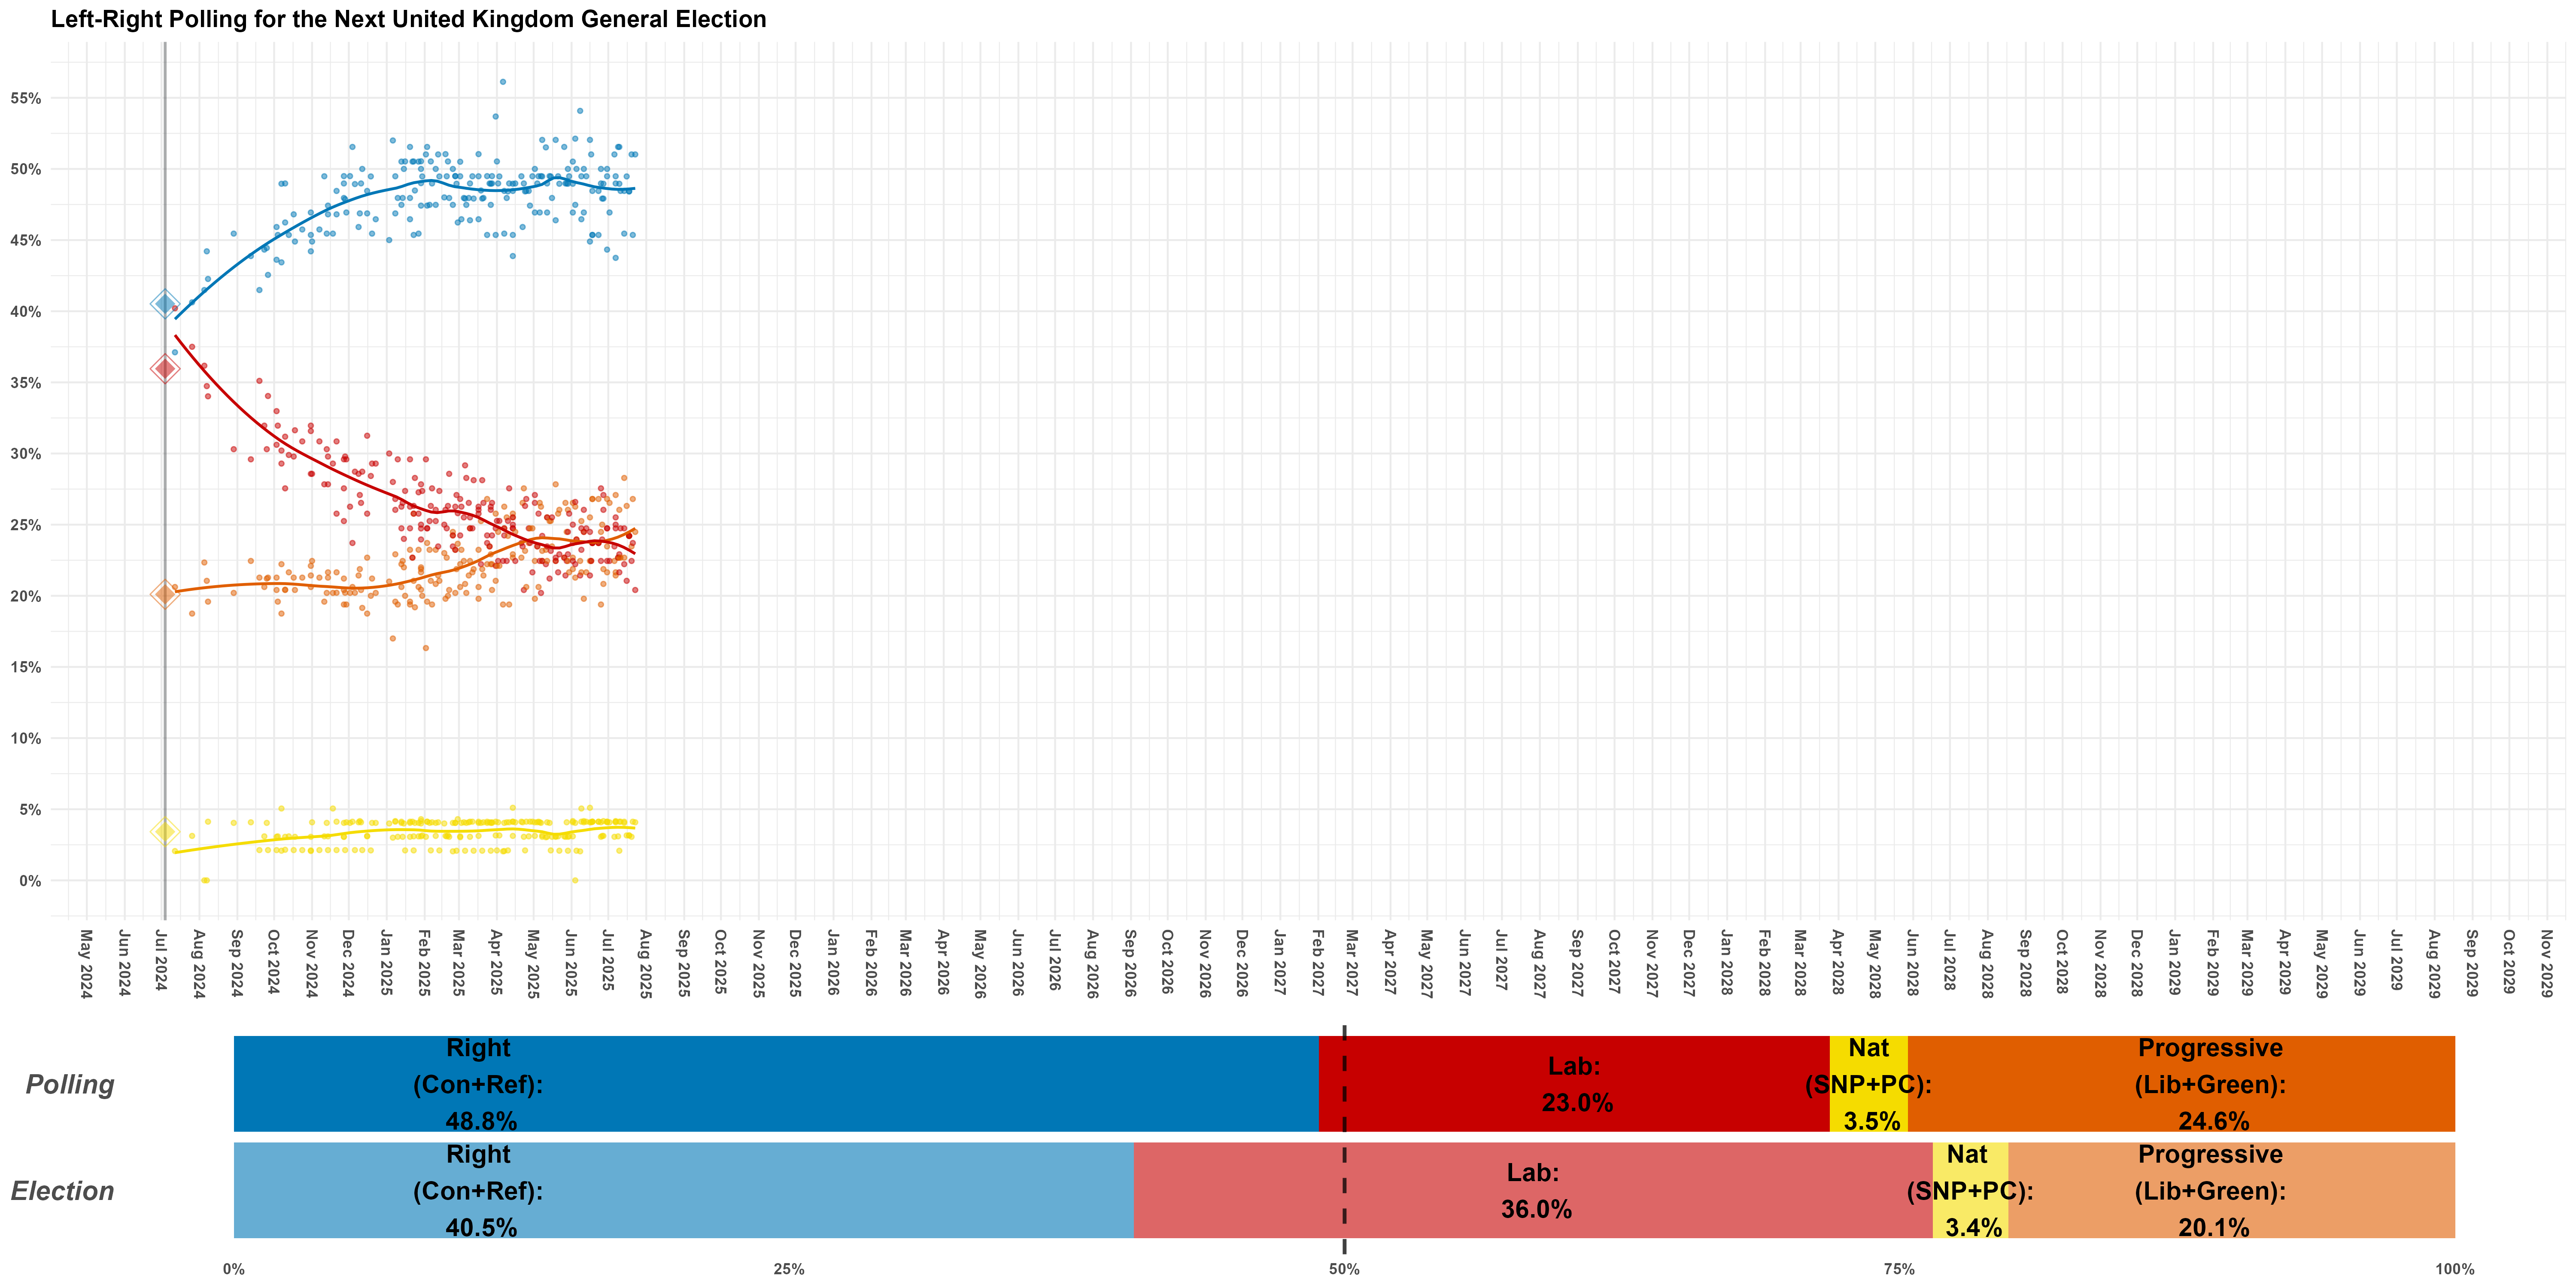 Left-Right Polling for the Next United Kingdom General Election
55%
50%
45%
40%
35%
30%
25%
20%
15%
10%
5%
0%
May 2024
Jun 2024
Jul 2024
Aug 2024
Sep 2024
Oct 2024
Nov 2024
Dec 2024
Jan 2025
Feb 2025
Mar 2025
Apr 2025
May 2025
Jun 2025
Jul 2025
Aug 2025
Sep 2025
Oct 2025
Nov 2025
Dec 2025
Jan 2026
Feb 2026
Mar 2026
Apr 2026
May 2026
Jun 2026
Jul 2026
Aug 2026
Sep 2026
Oct 2026
Nov 2026
Dec 2026
Jan 2027
Feb 2027
Mar 2027
Apr 2027
May 2027
Jun 2027
Jul 2027
Aug 2027
Sep 2027
Oct 2027
Nov 2027
Dec 2027
Jan 2028
Feb 2028
Mar 2028
Apr 2028
May 2028
Jun 2028
Jul 2028
Aug 2028
Sep 2028
Oct 2028
Nov 2028
Dec 2028
Jan 2029
Feb 2029
Mar 2029
Apr 2029
May 2029
Jun 2029
Jul 2029
Aug 2029
Sep 2029
Oct 2029
Nov 2029
Polling
Right
(Con+Ref):
48.8%
Lab:
23.0%
Nat
(SNP+PC):
3.5%
Progressive
(Lib+Green):
24.6%
Election
Right
(Con+Ref):
40.5%
Lab:
36.0%
Nat
(SNP+PC):
3.4%
Progressive
(Lib+Green):
20.1%
0%
25%
50%
75%
100%